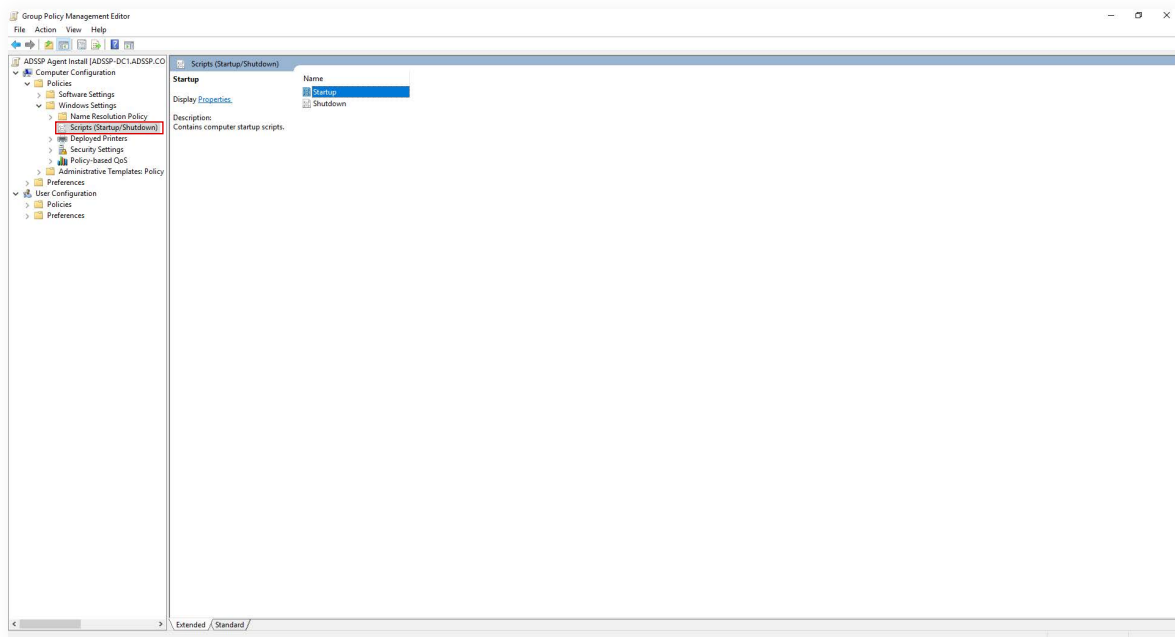 Group Policy Management Editor
File Action View Help
ADSSP Agent Install [ADSSP-DC1.ADSSP.CO
Computer Configuration
Policies
Software Settings
Windows Settings
Name Resolution Policy
Scripts (Startup/Shutdown)
Deployed Printers
Security Settings
Policy-based QoS
Administrative Templates: Policy
Preferences
User Configuration
Policies
Preferences
Scripts (Startup/Shutdown)
Startup
Display Properties
Description:
Contains computer startup scripts.
Name
Startup
Shutdown
Extended Standard